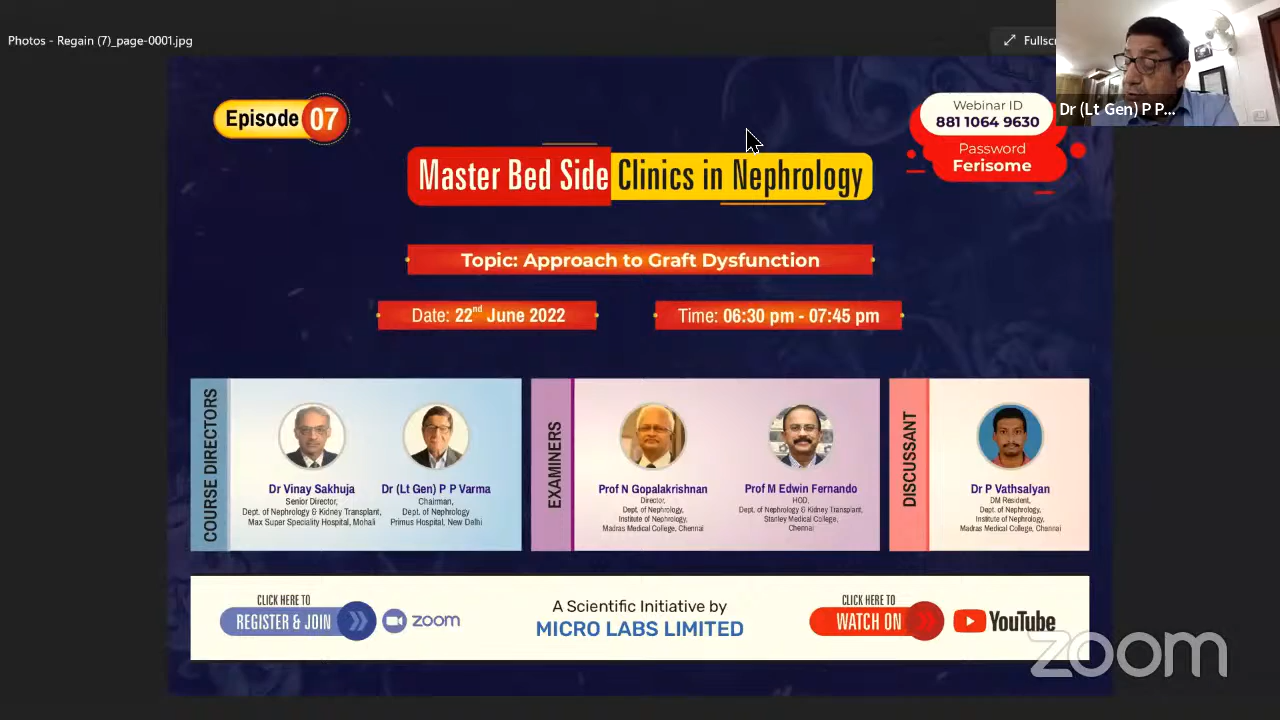 Photos - Regain (7)_page-0001.jpg
Dr (Lt Gen) P P...
Episode 07
Webinar ID
881 1064 9630
Password
Ferisome
Master Bed Side Clinics in Nephrology
Topic: Approach to Graft Dysfunction
Date: 22nd June 2022
Time: 06:30 pm - 07:45 pm
COURSE DIRECTORS
Dr Vinay Sakhuja
Senior Director,
Dept. of Nephrology & Kidney Transplant,
Max Super Speciality Hospital, Mohali
Dr (Lt Gen) P P Varma
Chairman,
Dept. of Nephrology
Primus Hospital, New Delhi
EXAMINERS
Prof N Gopalakrishnan
Director,
Dept. of Nephrology,
Institute of Nephrology,
Madras Medical College, Chennai
Prof M Edwin Fernando
HOD,
Dept. of Nephrology & Kidney Transplant,
Stanley Medical College,
Chennai
DISCUSSANT
Dr P Vathsalyan
DM Resident,
Dept. of Nephrology,
Institute of Nephrology,
Madras Medical College, Chennai
CLICK HERE TO
REGISTER & JOIN
zoom
A Scientific Initiative by
MICRO LABS LIMITED
CLICK HERE TO
WATCH ON
YouTube
zoom